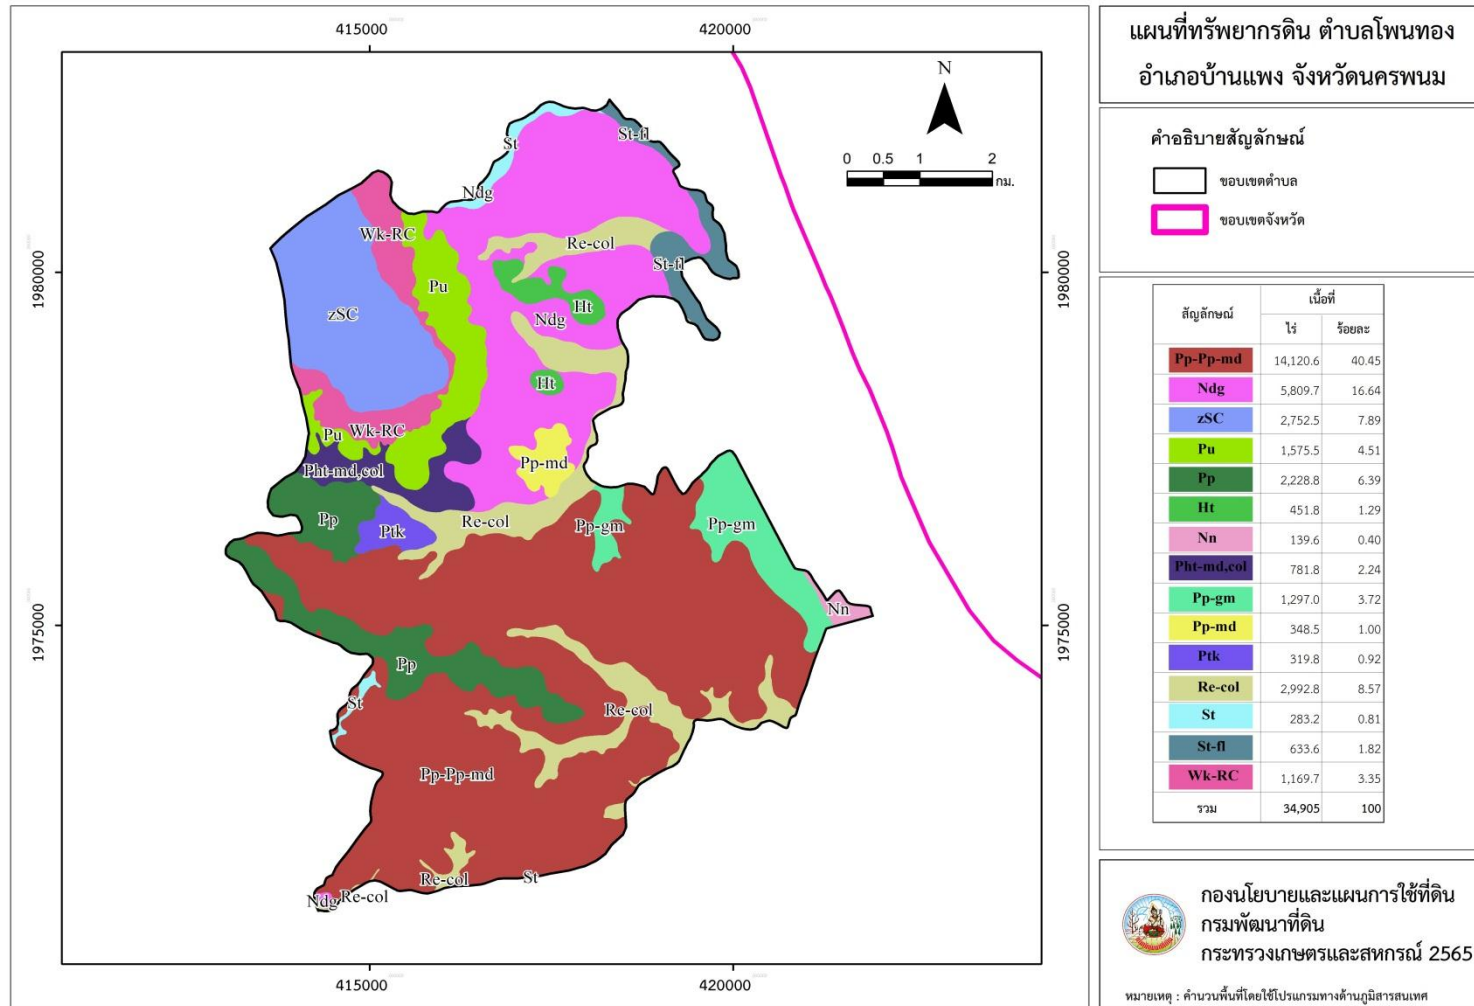 415000
420000
1980000
1975000
1980000
1975000
415000
420000
N
0 0.5 1 2
กม.
St-fl
St
Ndg
Wk-RC
Re-col
St-fl
Pu
zSC
Ht
Ndg
Ht
Pu
Wk-RC
Pp-md
Pht-md,col
Pp
Ptk
Re-col
Pp-gm
Pp-gm
Nn
Pp
St
Re-col
Pp-Pp-md
Re-col
St
Ndg
Re-col
แผนที่ทรัพยากรดิน ตำบลโพนทอง
อำเภอบ้านแพง จังหวัดนครพนม
คำอธิบายสัญลักษณ์
ขอบเขตตำบล
ขอบเขตจังหวัด
สัญลักษณ์ เนื้อที่
ไร่ ร้อยละ
Pp-Pp-md 14,120.6 40.45
Ndg 5,809.7 16.64
zSC 2,752.5 7.89
Pu 1,575.5 4.51
Pp 2,228.8 6.39
Ht 451.8 1.29
Nn 139.6 0.40
Pht-md,col 781.8 2.24
Pp-gm 1,297.0 3.72
Pp-md 348.5 1.00
Ptk 319.8 0.92
Re-col 2,992.8 8.57
St 283.2 0.81
St-fl 633.6 1.82
Wk-RC 1,169.7 3.35
รวม 34,905 100
กองนโยบายและแผนการใช้ที่ดิน
กรมพัฒนาที่ดิน
กระทรวงเกษตรและสหกรณ์ 2565
หมายเหตุ : คำนวนพื้นที่โดยใช้โปรแกรมทางด้านภูมิสารสนเทศ